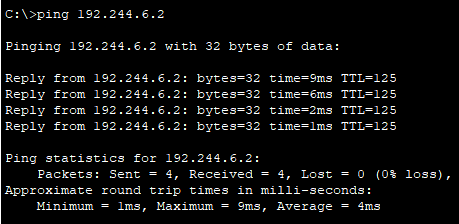 C:\>ping 192.244.6.2
Pinging 192.244.6.2 with 32 bytes of data:
Reply from 192.244.6.2: bytes=32 time=9ms TTL=125
Reply from 192.244.6.2: bytes=32 time=6ms TTL=125
Reply from 192.244.6.2: bytes=32 time=2ms TTL=125
Reply from 192.244.6.2: bytes=32 time=1ms TTL=125
Ping statistics for 192.244.6.2:
Packets: Sent = 4, Received = 4, Lost = 0 (0% loss),
Approximate round trip times in milli-seconds:
Minimum = 1ms, Maximum = 9ms, Average = 4ms